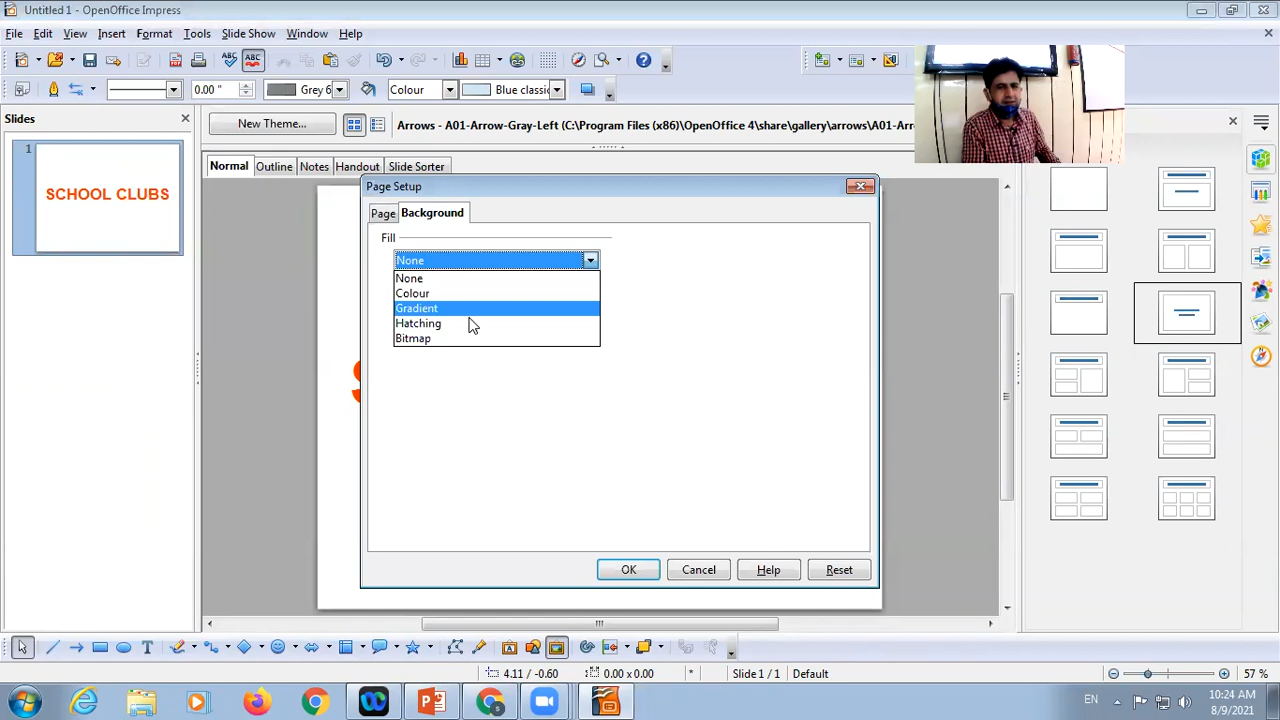 Untitled 1 - OpenOffice Impress
File Edit View Insert Format Tools Slide Show Window Help
0.00 " Grey 6 Colour Blue classic
Slides
New Theme...
Arrows - A01-Arrow-Gray-Left (C:\Program Files (x86)\OpenOffice 4\share\gallery\arrows\A01-Arr
Normal Outline Notes Handout Slide Sorter
1
SCHOOL CLUBS
Page Setup
Page Background
Fill
None
None
Colour
Gradient
Hatching
Bitmap
OK Cancel Help Reset
4.11 / -0.60 0.00 x 0.00 * Slide 1 / 1 Default 57 %
EN
10:24 AM
8/9/2021